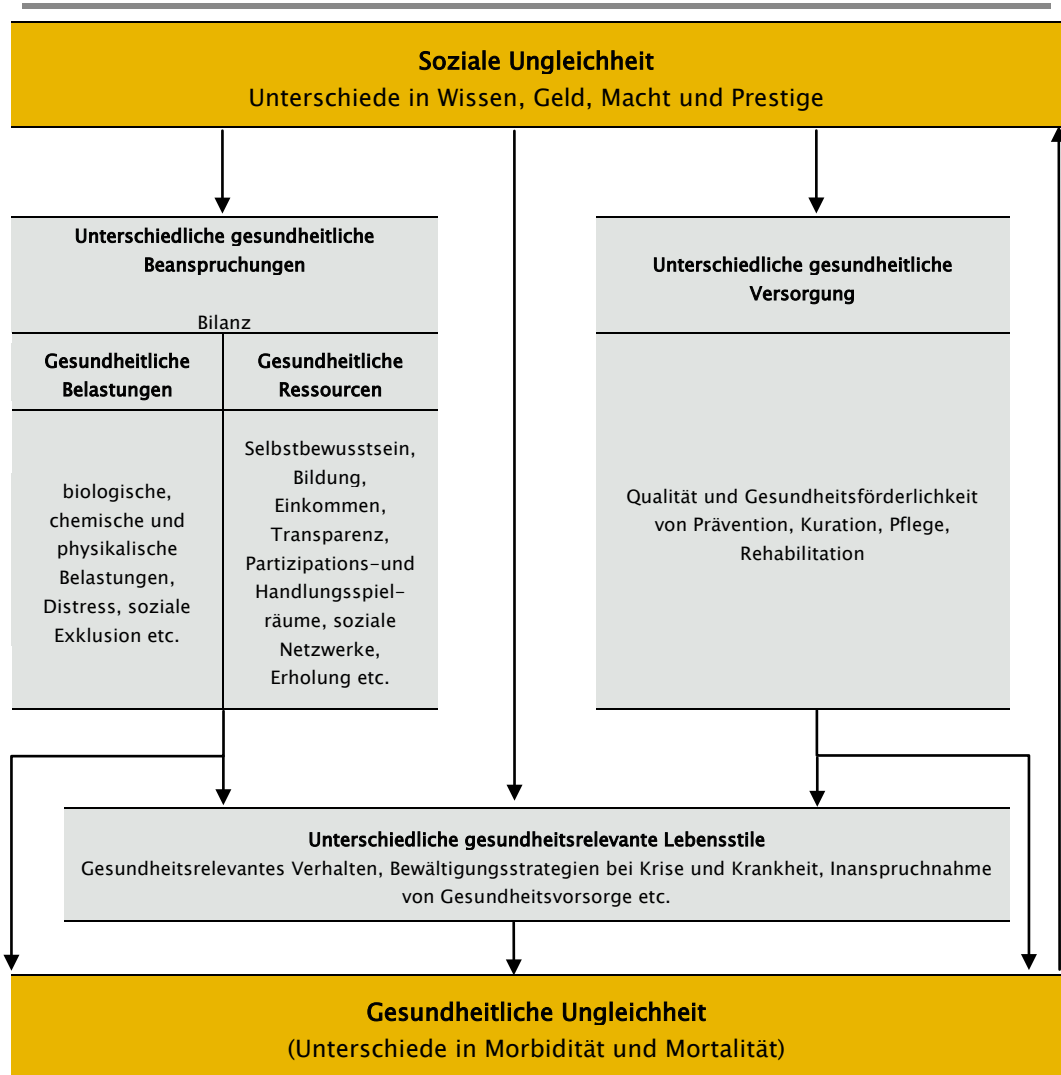 Soziale Ungleichheit
Unterschiede in Wissen, Geld, Macht und Prestige
Unterschiedliche gesundheitliche
Beanspruchungen
Bilanz
Gesundheitliche
Belastungen
biologische,
chemische und
physikalische
Belastungen,
Distress, soziale
Exklusion etc.
Gesundheitliche
Ressourcen
Selbstbewusstsein,
Bildung,
Einkommen,
Transparenz,
Partizipations-und
Handlungsspiel-
räume, soziale
Netzwerke,
Erholung etc.
Unterschiedliche gesundheitliche
Versorgung
Qualität und Gesundheitsförderlichkeit
von Prävention, Kuration, Pflege,
Rehabilitation
Unterschiedliche gesundheitsrelevante Lebensstile
Gesundheitsrelevantes Verhalten, Bewältigungsstrategien bei Krise und Krankheit, Inanspruchnahme
von Gesundheitsvorsorge etc.
Gesundheitliche Ungleichheit
(Unterschiede in Morbidität und Mortalität)